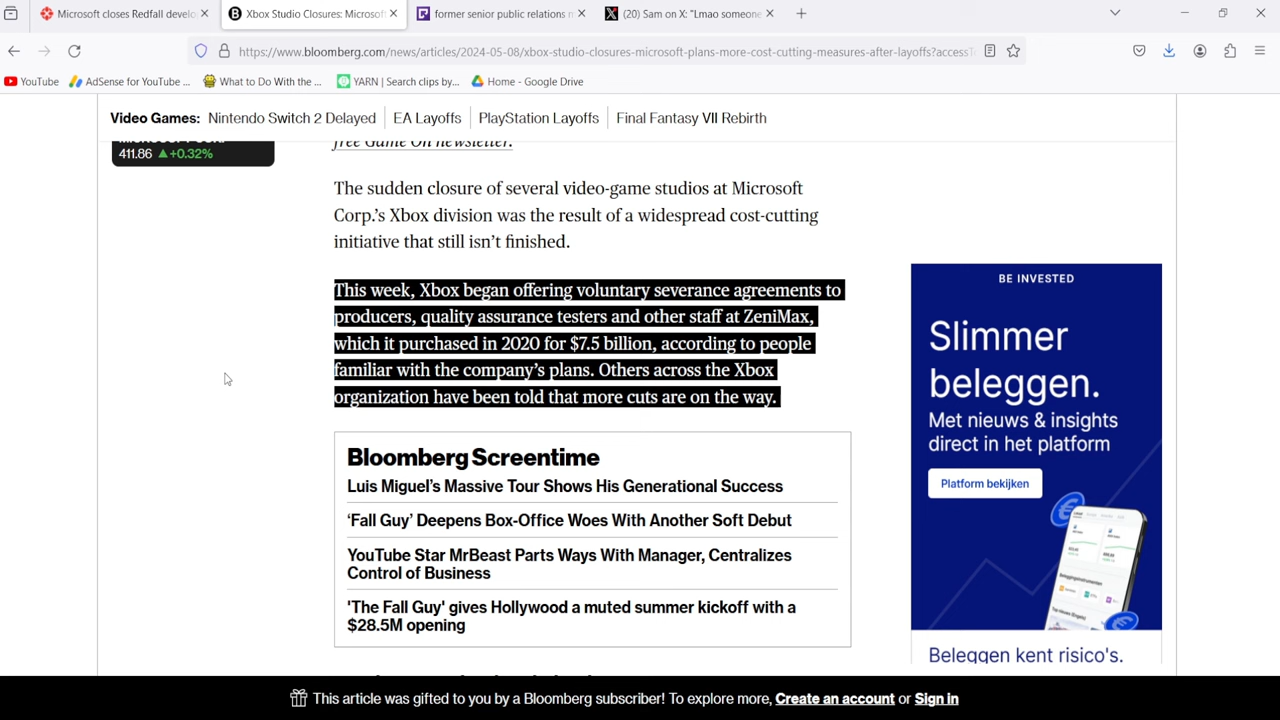 Microsoft closes Redfall develo
Xbox Studio Closures: Microsoft
former senior public relations m
(20) Sam on X: "Lmao someone
https://www.bloomberg.com/news/articles/2024-05-08/xbox-studio-closures-microsoft-plans-more-cost-cutting-measures-after-layoffs?accessT
YouTube
AdSense for YouTube ...
What to Do With the ...
YARN | Search clips by...
Home - Google Drive
Video Games: Nintendo Switch 2 Delayed EA Layoffs PlayStation Layoffs Final Fantasy VII Rebirth
411.86 ▲+0.32%
free Game On newsletter.
The sudden closure of several video-game studios at Microsoft
Corp.’s Xbox division was the result of a widespread cost-cutting
initiative that still isn’t finished.
This week, Xbox began offering voluntary severance agreements to
producers, quality assurance testers and other staff at ZeniMax,
which it purchased in 2020 for $7.5 billion, according to people
familiar with the company’s plans. Others across the Xbox
organization have been told that more cuts are on the way.
Bloomberg Screentime
Luis Miguel’s Massive Tour Shows His Generational Success
‘Fall Guy’ Deepens Box-Office Woes With Another Soft Debut
YouTube Star MrBeast Parts Ways With Manager, Centralizes
Control of Business
'The Fall Guy' gives Hollywood a muted summer kickoff with a
$28.5M opening
BE INVESTED
Slimmer
beleggen.
Met nieuws & insights
direct in het platform
Platform bekijken
Beleggen kent risico's.
This article was gifted to you by a Bloomberg subscriber! To explore more, Create an account or Sign in